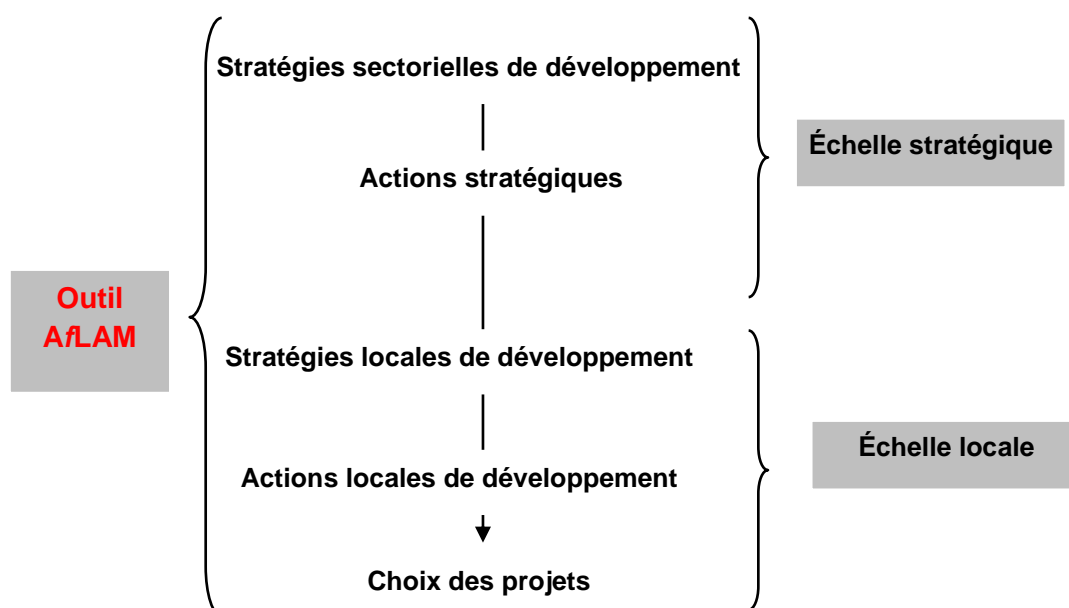 Stratégies sectorielles de développement
Échelle stratégique
Actions stratégiques
Outil
AfLAM
Stratégies locales de développement
Échelle locale
Actions locales de développement
Choix des projets